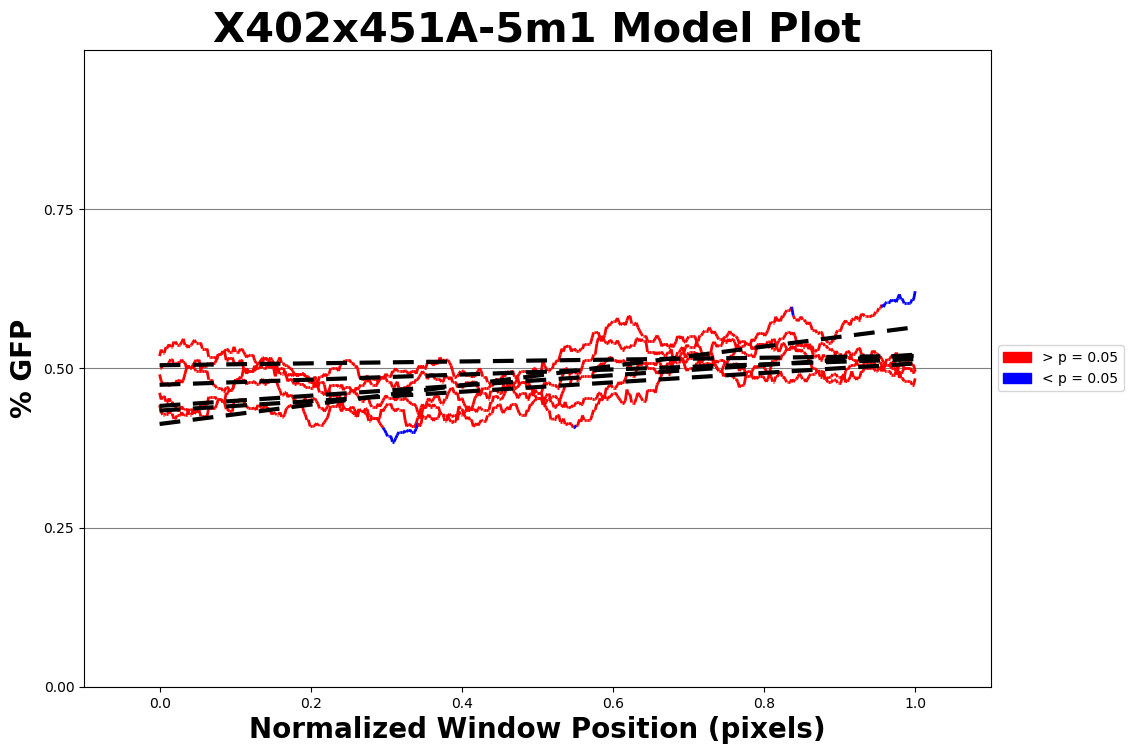 X402x451A-5m1 Model Plot
% GFP
0.75
0.50
0.25
0.00
0.0 0.2 0.4 0.6 0.8 1.0
Normalized Window Position (pixels)
> p = 0.05
< p = 0.05